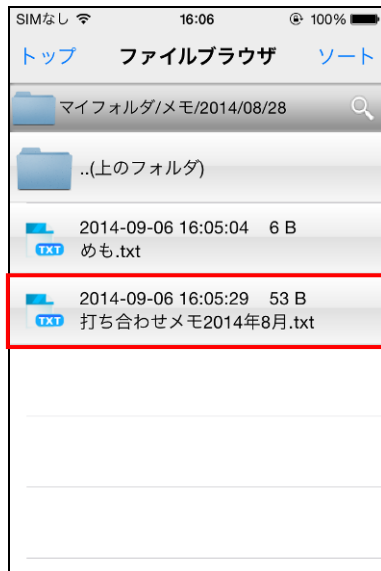 SIMなし 16:06 100%
トップ ファイルブラウザ ソート
マイフォルダ/メモ/2014/08/28
..(上のフォルダ)
2014-09-06 16:05:04 6 B
TXT めも.txt
2014-09-06 16:05:29 53 B
TXT 打ち合わせメモ2014年8月.txt